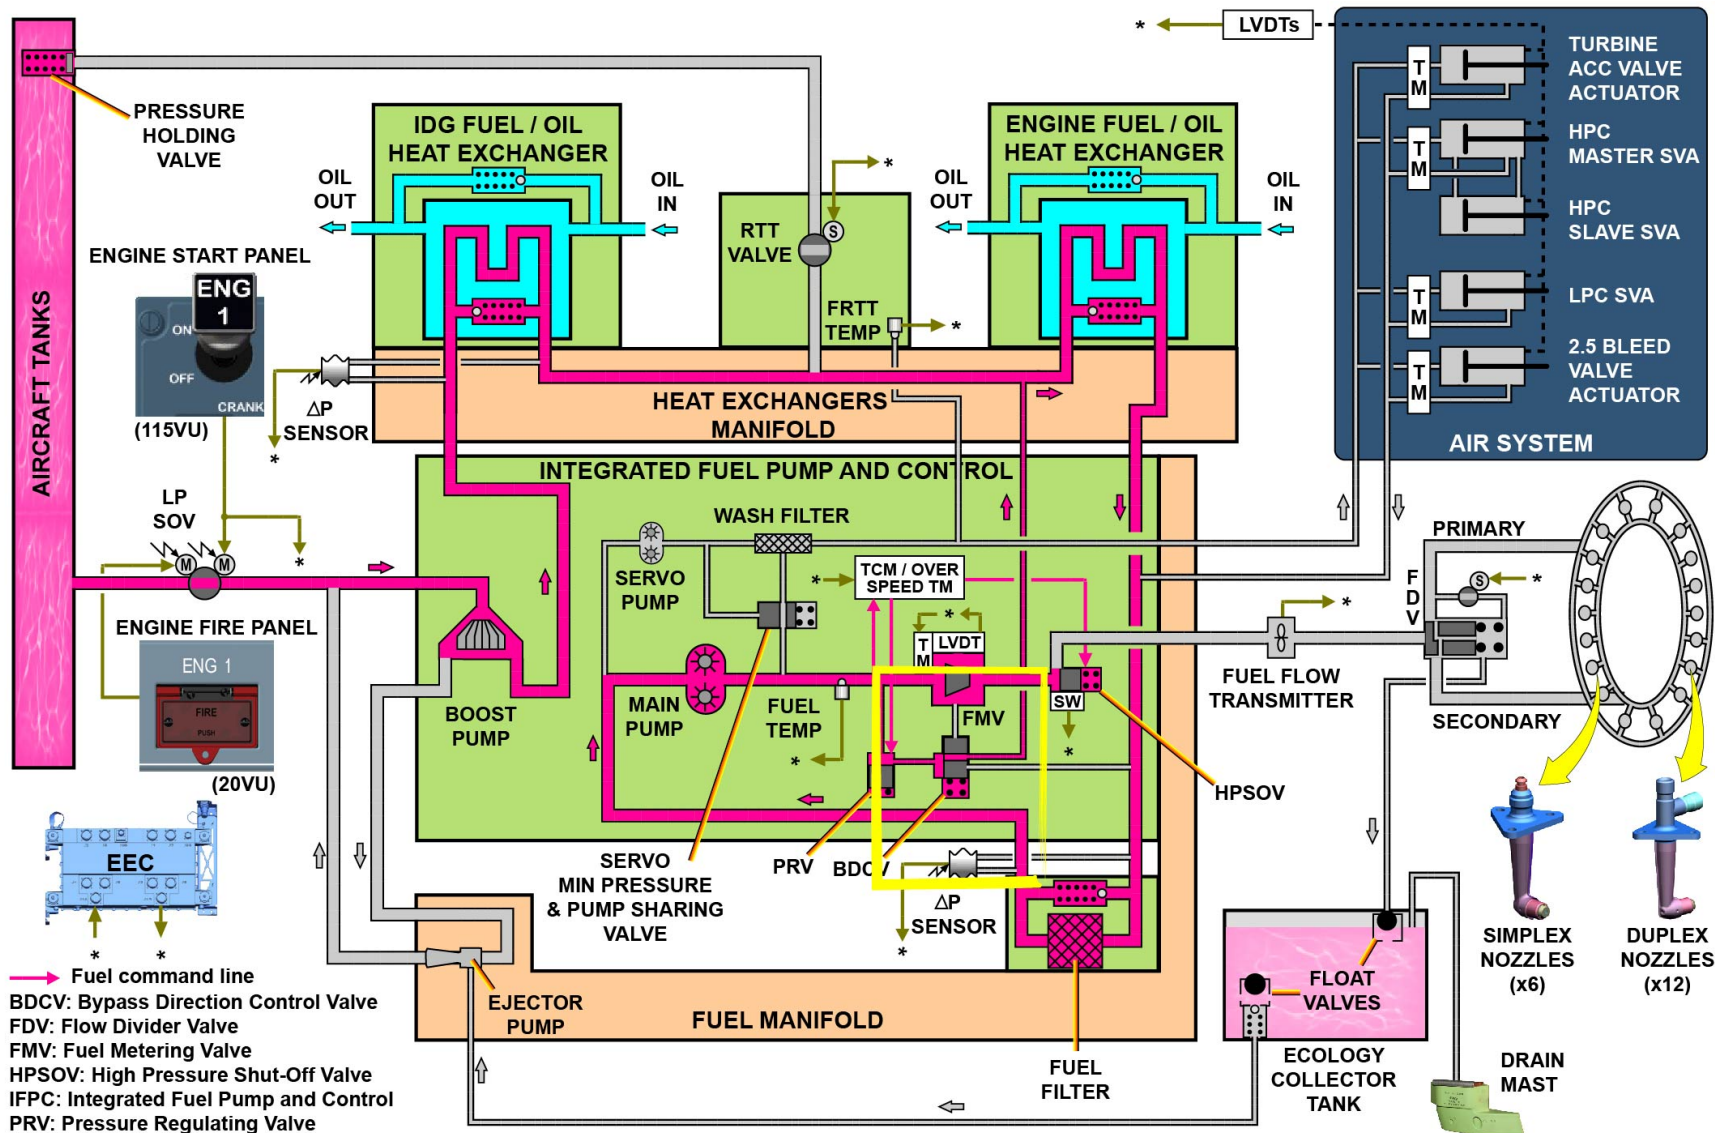 LVDTs
TURBINE
ACC VALVE
ACTUATOR
HPC
MASTER SVA
HPC
SLAVE SVA
LPC SVA
2.5 BLEED
VALVE
ACTUATOR
TM
TM
TM
TM
AIR SYSTEM
PRESSURE
HOLDING
VALVE
IDG FUEL / OIL
HEAT EXCHANGER
OIL
OUT
OIL
IN
RTT
VALVE
S
FRTT
TEMP
ENGINE FUEL / OIL
HEAT EXCHANGER
OIL
OUT
OIL
IN
AIRCRAFT TANKS
ENGINE START PANEL
ENG
1
ON
OFF
CRANK
(115VU)
ΔP
SENSOR
HEAT EXCHANGERS
MANIFOLD
LP
SOV
M
M
ENGINE FIRE PANEL
ENG 1
FIRE
PUSH
(20VU)
INTEGRATED FUEL PUMP AND CONTROL
WASH FILTER
SERVO
PUMP
TCM / OVER
SPEED TM
TM
LVDT
FMV
SW
MAIN
PUMP
FUEL
TEMP
BOOST
PUMP
HPSOV
PRV
BDCV
SERVO
MIN PRESSURE
& PUMP SHARING
VALVE
ΔP
SENSOR
PRIMARY
FDV
S
FUEL FLOW
TRANSMITTER
SECONDARY
SIMPLEX
NOZZLES
(x6)
DUPLEX
NOZZLES
(x12)
EEC
* *
Fuel command line
BDCV: Bypass Direction Control Valve
FDV: Flow Divider Valve
FMV: Fuel Metering Valve
HPSOV: High Pressure Shut-Off Valve
IFPC: Integrated Fuel Pump and Control
PRV: Pressure Regulating Valve
EJECTOR
PUMP
FUEL MANIFOLD
FUEL
FILTER
FLOAT
VALVES
ECOLOGY
COLLECTOR
TANK
DRAIN
MAST